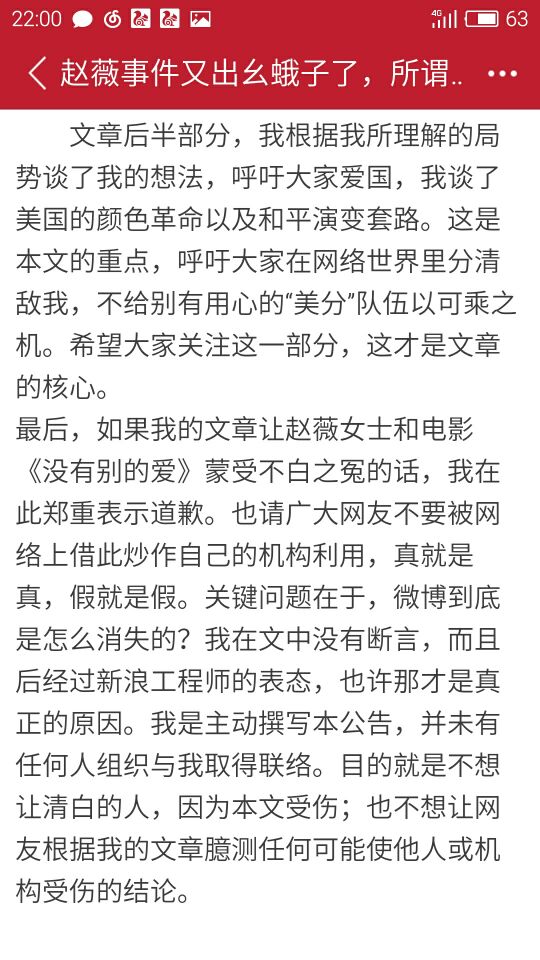 22:00
4G
63
赵薇事件又出幺蛾子了，所谓..
文章后半部分，我根据我所理解的局
势谈了我的想法，呼吁大家爱国，我谈了
美国的颜色革命以及和平演变套路。这是
本文的重点，呼吁大家在网络世界里分清
敌我，不给别有用心的“美分”队伍以可乘之
机。希望大家关注这一部分，这才是文章
的核心。
最后，如果我的文章让赵薇女士和电影
《没有别的爱》蒙受不白之冤的话，我在
此郑重表示道歉。也请广大网友不要被网
络上借此炒作自己的机构利用，真就是
真，假就是假。关键问题在于，微博到底
是怎么消失的？我在文中没有断言，而且
后经过新浪工程师的表态，也许那才是真
正的原因。我是主动撰写本公告，并未有
任何人组织与我取得联络。目的就是不想
让清白的人，因为本文受伤；也不想让网
友根据我的文章臆测任何可能使他人或机
构受伤的结论。